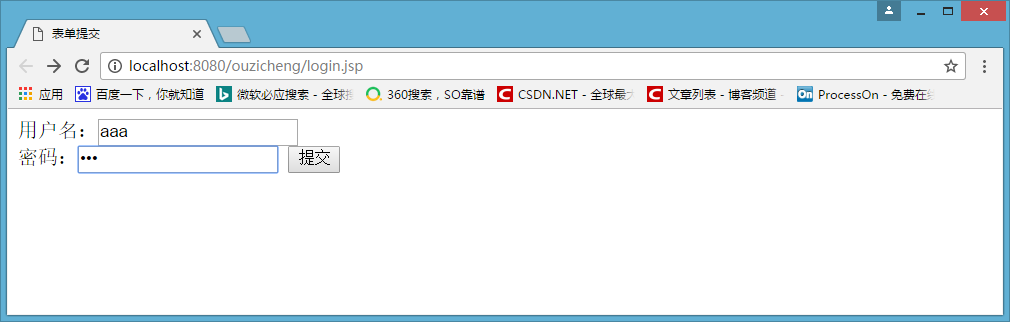 表单提交
localhost:8080/ouzicheng/login.jsp
应用 百度一下，你就知道 微软必应搜索 - 全球搜 360搜索，SO靠谱 CSDN.NET - 全球最大 文章列表 - 博客频道 - ProcessOn - 免费在线
用户名：aaa
密码：••• 提交